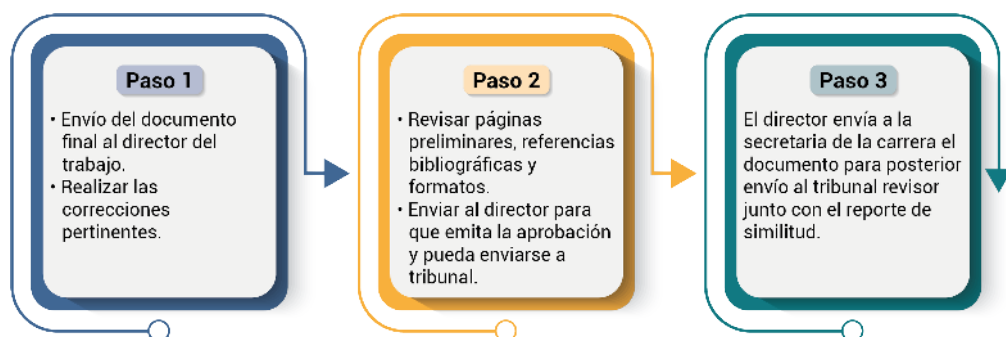 Paso 1
• Envío del documento
final al director del
trabajo.
• Realizar las
correcciones
pertinentes.
Paso 2
• Revisar páginas
preliminares, referencias
bibliográficas y
formatos.
• Enviar al director para
que emita la aprobación
y pueda enviarse a
tribunal.
Paso 3
El director envía a la
secretaria de la carrera el
documento para posterior
envío al tribunal revisor
junto con el reporte de
similitud.